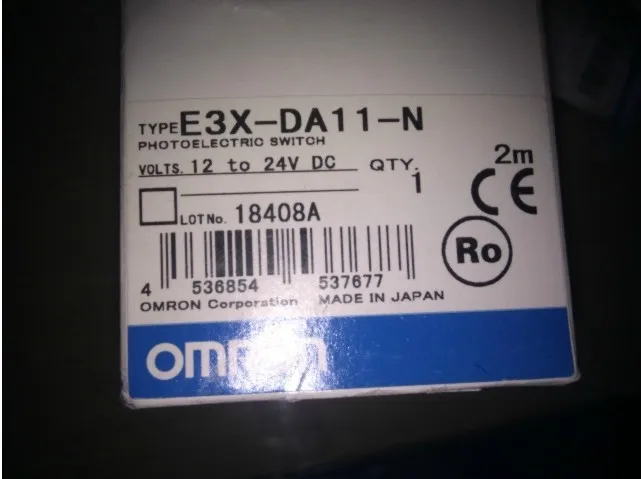 TYPE E3X-DA11-N
PHOTOELECTRIC SWITCH
VOLTS. 12 to 24V DC QTY. 1
2m
CE
LOT No. 18408A
Ro
4 536854 537677
OMRON Corporation MADE IN JAPAN
OMRON